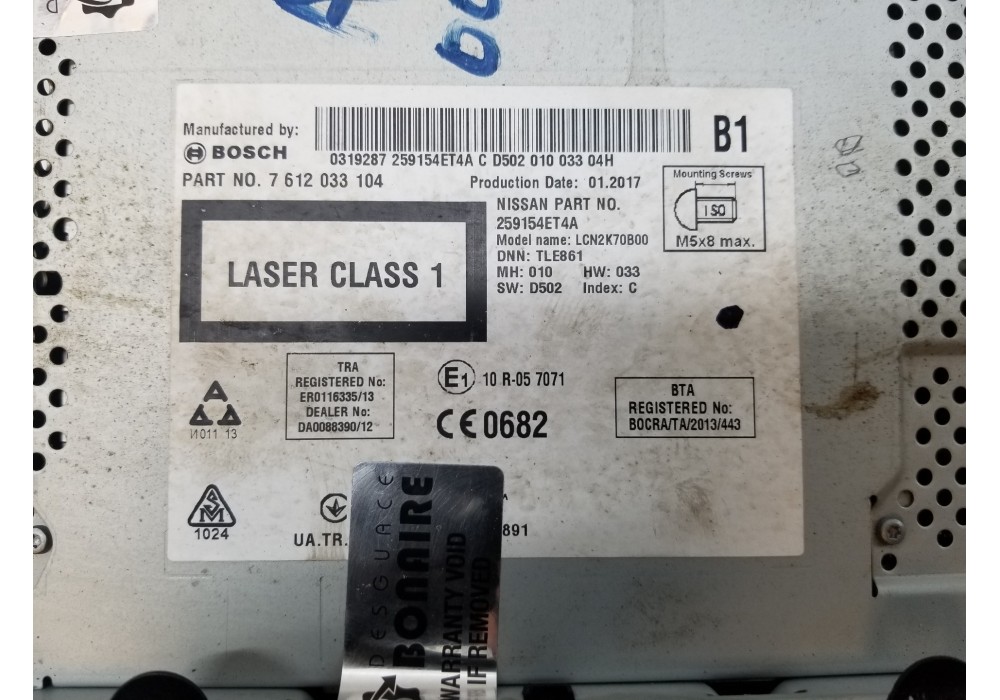 Manufactured by:
BOSCH
B1
0319287 259154ET4A C D502 010 033 04H
PART NO. 7 612 033 104
Production Date: 01.2017
Mounting Screws
ISO
M5x8 max.
NISSAN PART NO.
259154ET4A
Model name: LCN2K70B00
DNN: TLE861
MH: 010 HW: 033
SW: D502 Index: C
LASER CLASS 1
TRA
REGISTERED No:
ER0116335/13
DEALER No:
DA0088390/12
E1 10 R-05 7071
CE 0682
BTA
REGISTERED No:
BOCRA/TA/2013/443
И011 13
1024
UA.TR.
891
DESGUACE
BONAIRE
WARRANTY VOID
IF REMOVED